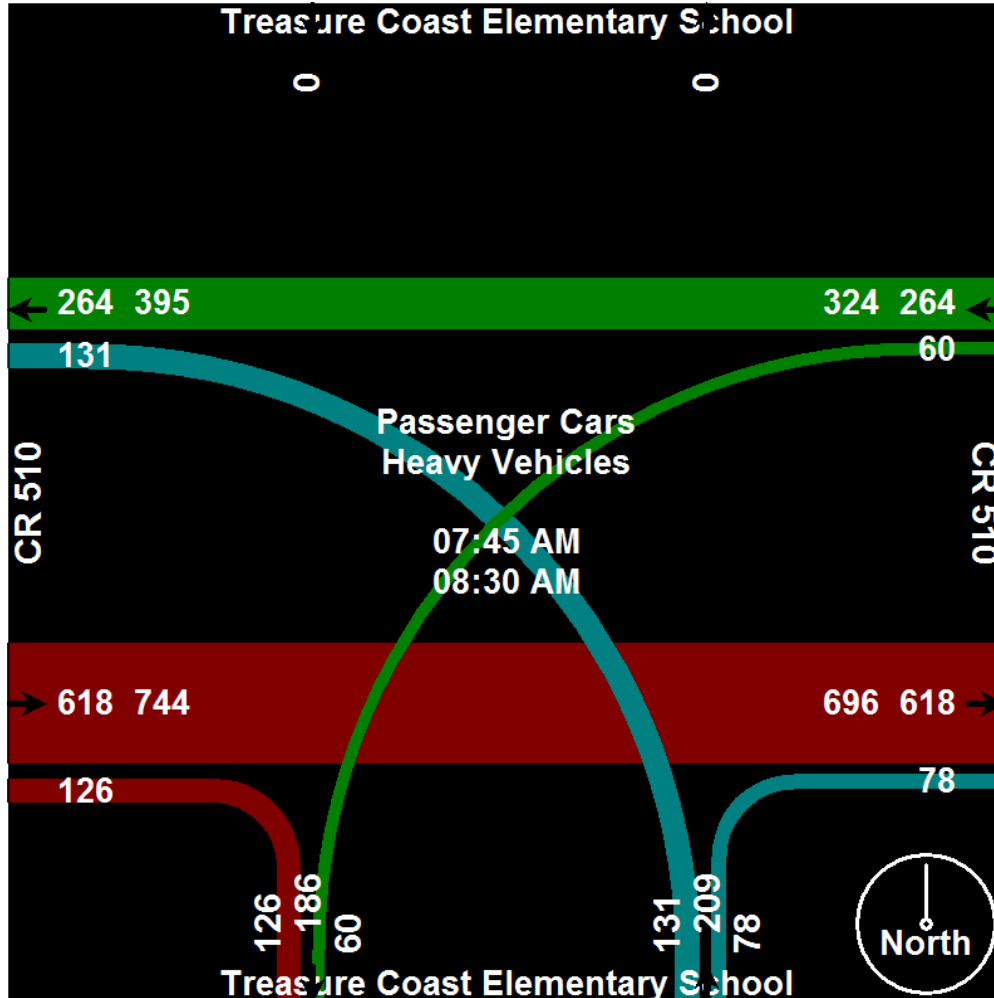 Treasure Coast Elementary School
0 0
264 395 324 264
131 60
Passenger Cars
Heavy Vehicles
CR 510 CR 510
07:45 AM
08:30 AM
618 744 696 618
126 78
126 186 60 131 209 78
North
Treasure Coast Elementary School